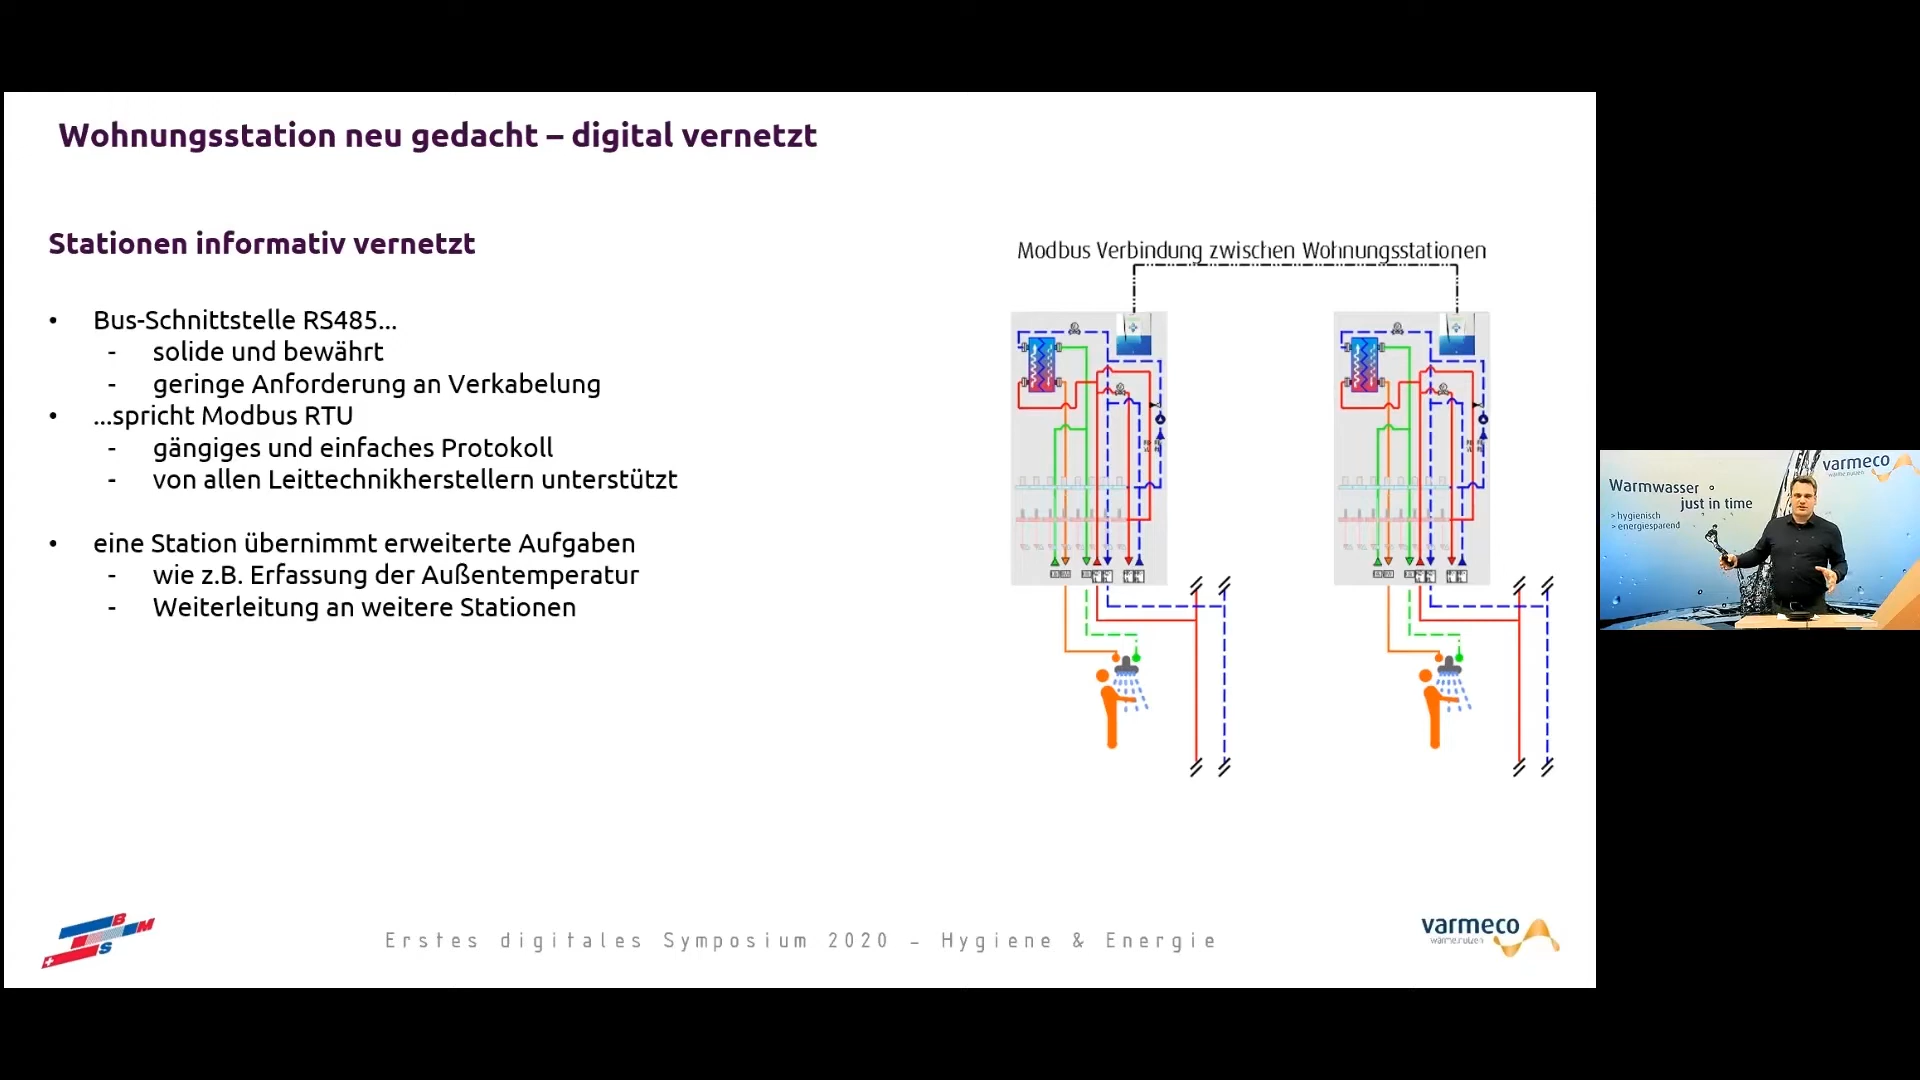 Wohnungsstation neu gedacht – digital vernetzt
Stationen informativ vernetzt
• Bus-Schnittstelle RS485...
- solide und bewährt
- geringe Anforderung an Verkabelung
• ...spricht Modbus RTU
- gängiges und einfaches Protokoll
- von allen Leittechnikherstellern unterstützt
• eine Station übernimmt erweiterte Aufgaben
- wie z.B. Erfassung der Außentemperatur
- Weiterleitung an weitere Stationen
Modbus Verbindung zwischen Wohnungsstationen
varmeco
Warmwasser
just in time
> hygienisch
> energiesparend
B M S
Erstes digitales Symposium 2020 – Hygiene & Energie
varmeco
wärme.nutzen